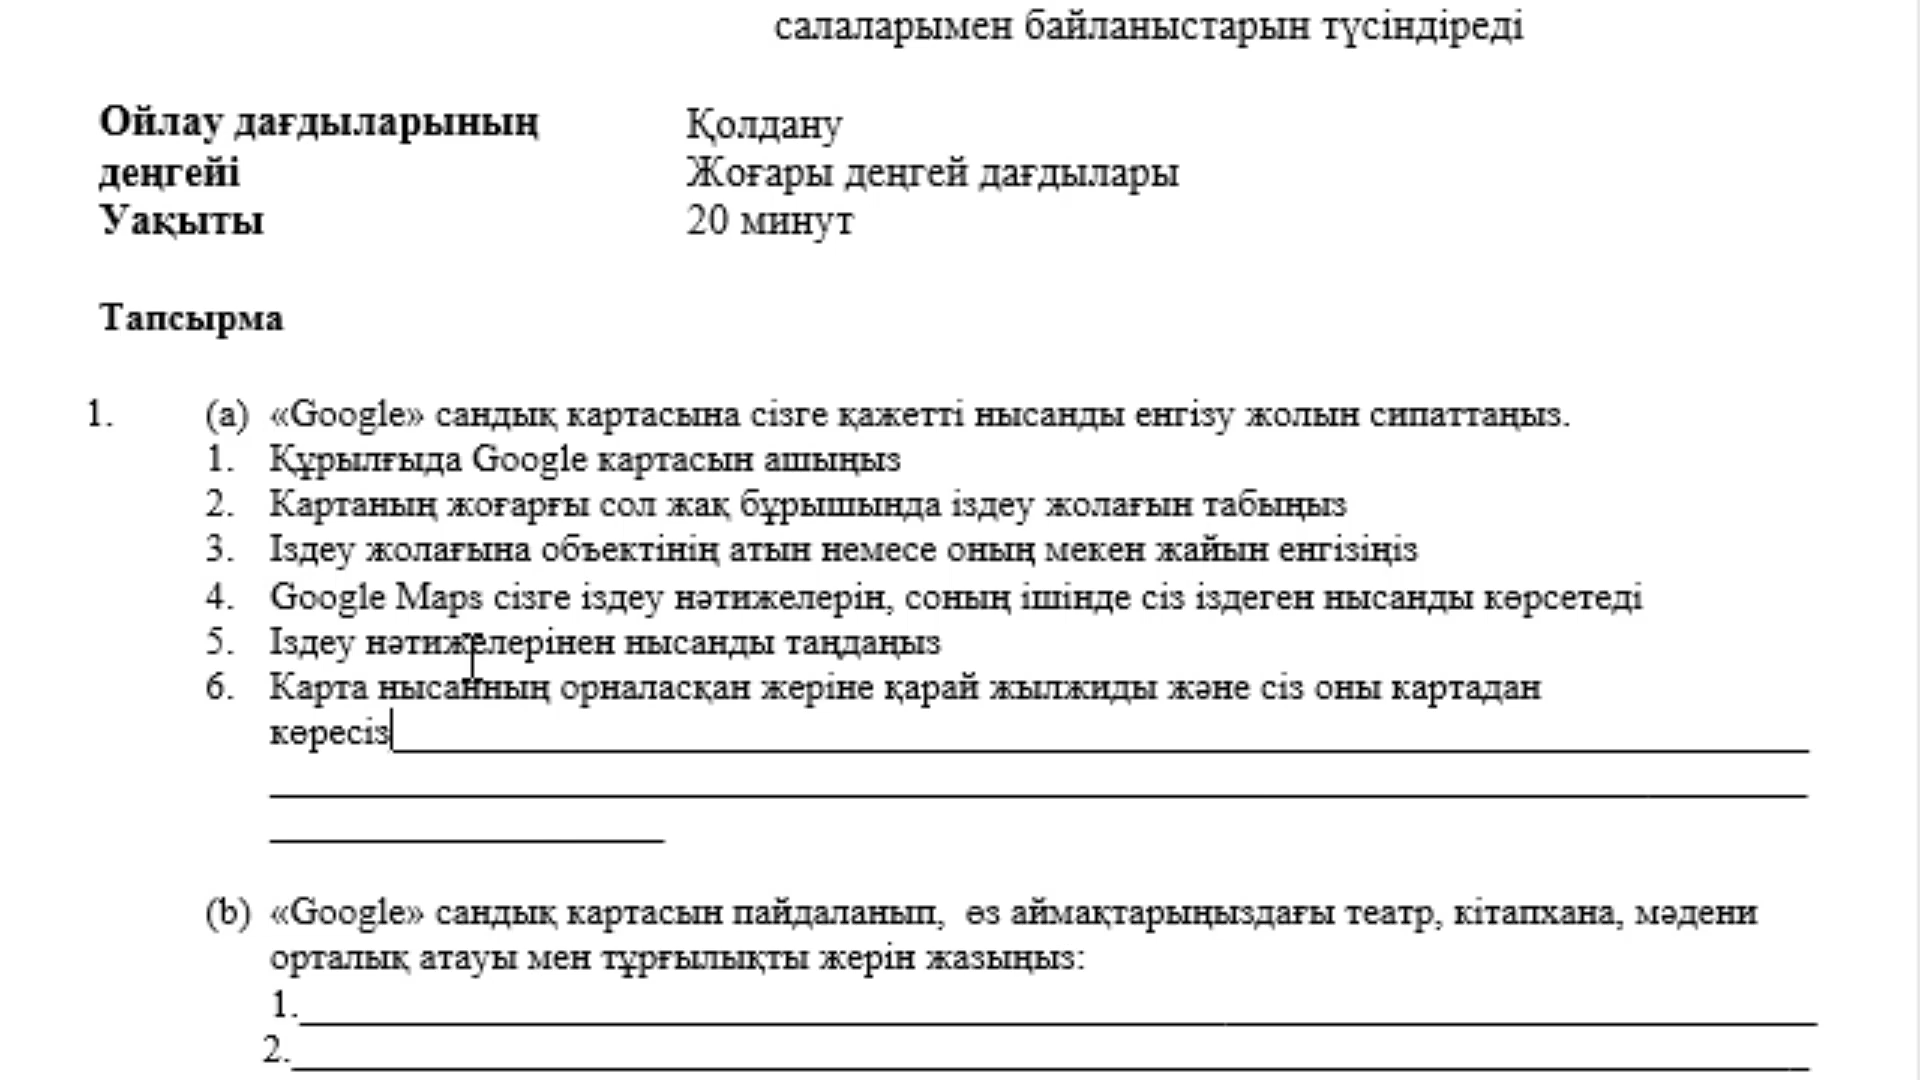 салаларымен байланыстарын түсіндіреді
Ойлау дағдыларының Қолдану
деңгейі Жоғары деңгей дағдылары
Уақыты 20 минут
Тапсырма
1. (a) «Google» сандық картасына сізге қажетті нысанды енгізу жолын сипаттаңыз.
1. Құрылғыда Google картасын ашыңыз
2. Картаның жоғарғы сол жақ бұрышында іздеу жолағын табыңыз
3. Іздеу жолағына объектінің атын немесе оның мекен жайын енгізіңіз
4. Google Maps сізге іздеу нәтижелерін, соның ішінде сіз іздеген нысанды көрсетеді
5. Іздеу нәтижелерінен нысанды таңдаңыз
6. Карта нысанның орналасқан жеріне қарай жылжиды және сіз оны картадан
көресіз
(b) «Google» сандық картасын пайдаланып, өз аймақтарыңыздағы театр, кітапхана, мәдени
орталық атауы мен тұрғылықты жерін жазыңыз:
1.
2.